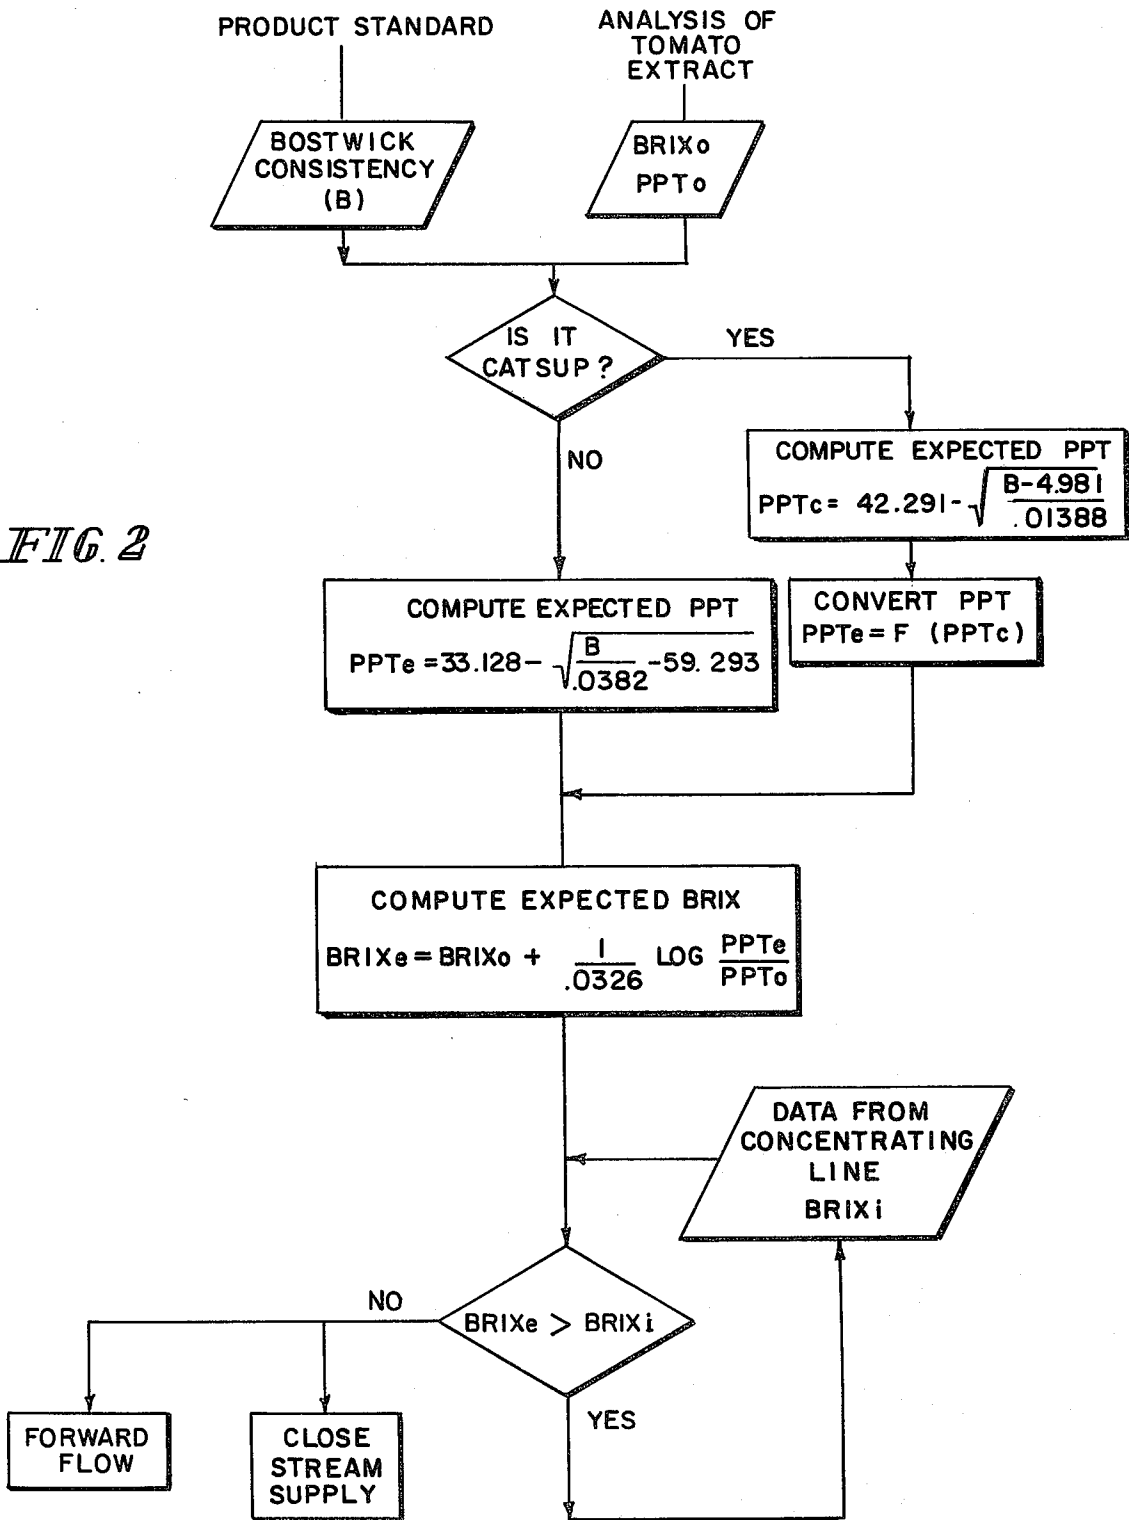 PRODUCT STANDARD
ANALYSIS OF
TOMATO
EXTRACT
BOSTWICK
CONSISTENCY
(B)
BRIXo
PPTo
IS IT
CATSUP?
YES
NO
COMPUTE EXPECTED PPT
PPTc = 42.291 - √((B-4.981)/.01388)
CONVERT PPT
PPTe = F (PPTc)
FIG. 2
COMPUTE EXPECTED PPT
PPTe = 33.128 - √(B/.0382 - 59.293)
COMPUTE EXPECTED BRIX
BRIXe = BRIXo + 1/.0326 LOG PPTe/PPTo
DATA FROM
CONCENTRATING
LINE
BRIXi
BRIXe > BRIXi
NO
YES
FORWARD
FLOW
CLOSE
STREAM
SUPPLY